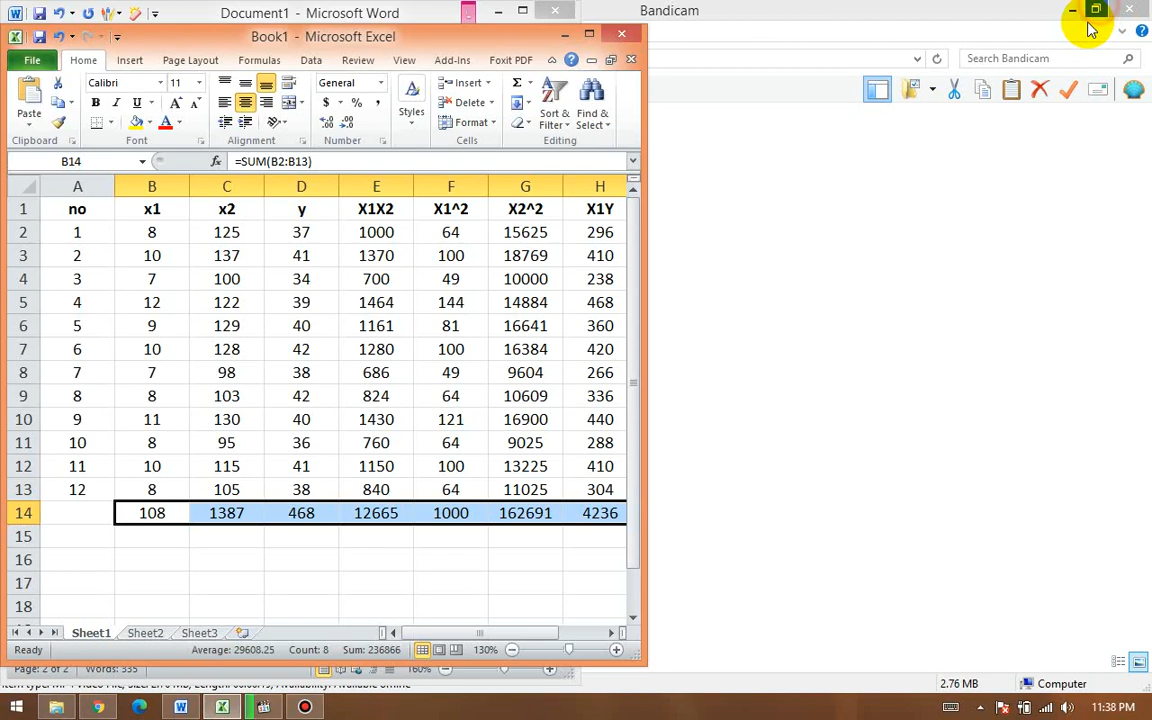 Document1 - Microsoft Word
Bandicam
Book1 - Microsoft Excel
File Home Insert Page Layout Formulas Data Review View Add-Ins Foxit PDF
Search Bandicam
Calibri 11 General Insert
Paste B I U $ % , Styles Delete Sort & Filter Find & Select
Format
Clipboard Font Alignment Number Cells Editing
B14 fx =SUM(B2:B13)
A B C D E F G H
1 no x1 x2 y X1X2 X1^2 X2^2 X1Y
2 1 8 125 37 1000 64 15625 296
3 2 10 137 41 1370 100 18769 410
4 3 7 100 34 700 49 10000 238
5 4 12 122 39 1464 144 14884 468
6 5 9 129 40 1161 81 16641 360
7 6 10 128 42 1280 100 16384 420
8 7 7 98 38 686 49 9604 266
9 8 8 103 42 824 64 10609 336
10 9 11 130 40 1430 121 16900 440
11 10 8 95 36 760 64 9025 288
12 11 10 115 41 1150 100 13225 410
13 12 8 105 38 840 64 11025 304
14 108 1387 468 12665 1000 162691 4236
15
16
17
18
Sheet1 Sheet2 Sheet3
Ready Average: 29608.25 Count: 8 Sum: 236866 130%
Page: 2 of 2 Words: 335 160%
2.76 MB Computer
11:38 PM